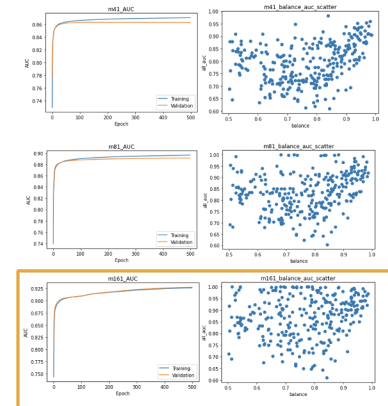 m41_AUC
m41_balance_auc_scatter
AUC
0.86
0.84
0.82
0.80
0.78
0.76
0.74
Training
Validation
0 100 200 300 400 500
Epoch
all_auc
1.00
0.95
0.90
0.85
0.80
0.75
0.70
0.65
0.60
0.5 0.6 0.7 0.8 0.9 1.0
balance
m81_AUC
m81_balance_auc_scatter
AUC
0.90
0.88
0.86
0.84
0.82
0.80
0.78
0.76
0.74
Training
Validation
0 100 200 300 400 500
Epoch
all_auc
1.00
0.95
0.90
0.85
0.80
0.75
0.70
0.65
0.60
0.5 0.6 0.7 0.8 0.9 1.0
balance
m161_AUC
m161_balance_auc_scatter
AUC
0.925
0.900
0.875
0.850
0.825
0.800
0.775
0.750
Training
Validation
0 100 200 300 400 500
Epoch
all_auc
1.00
0.95
0.90
0.85
0.80
0.75
0.70
0.65
0.60
0.5 0.6 0.7 0.8 0.9 1.0
balance